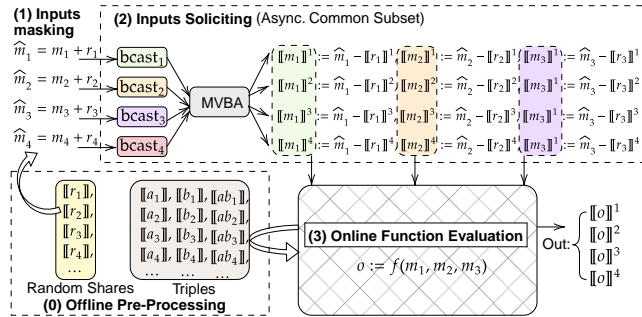 (1) Inputs masking
(2) Inputs Soliciting (Async. Common Subset)
m̂₁ = m₁ + r₁
m̂₂ = m₂ + r₂
m̂₃ = m₃ + r₃
m̂₄ = m₄ + r₄
bcast₁
bcast₂
bcast₃
bcast₄
MVBA
⟦m₁⟧¹ := m̂₁ − ⟦r₁⟧¹, ⟦m₂⟧¹ := m̂₂ − ⟦r₂⟧¹, ⟦m₃⟧¹ := m̂₃ − ⟦r₃⟧¹
⟦m₁⟧² := m̂₁ − ⟦r₁⟧², ⟦m₂⟧² := m̂₂ − ⟦r₂⟧², ⟦m₃⟧¹ := m̂₃ − ⟦r₃⟧²
⟦m₁⟧³ := m̂₁ − ⟦r₁⟧³, ⟦m₂⟧³ := m̂₂ − ⟦r₂⟧³, ⟦m₃⟧¹ := m̂₃ − ⟦r₃⟧³
⟦m₁⟧⁴ := m̂₁ − ⟦r₁⟧⁴, ⟦m₂⟧⁴ := m̂₂ − ⟦r₂⟧⁴, ⟦m₃⟧¹ := m̂₃ − ⟦r₃⟧⁴
⟦r₁⟧,
⟦r₂⟧,
⟦r₃⟧,
⟦r₄⟧,
...
Random Shares
⟦a₁⟧, ⟦b₁⟧, ⟦ab₁⟧,
⟦a₂⟧, ⟦b₂⟧, ⟦ab₂⟧,
⟦a₃⟧, ⟦b₃⟧, ⟦ab₃⟧,
⟦a₄⟧, ⟦b₄⟧, ⟦ab₄⟧,
... ... ...
Triples
(0) Offline Pre-Processing
(3) Online Function Evaluation
o := f(m₁, m₂, m₃)
Out:
⟦o⟧¹
⟦o⟧²
⟦o⟧³
⟦o⟧⁴